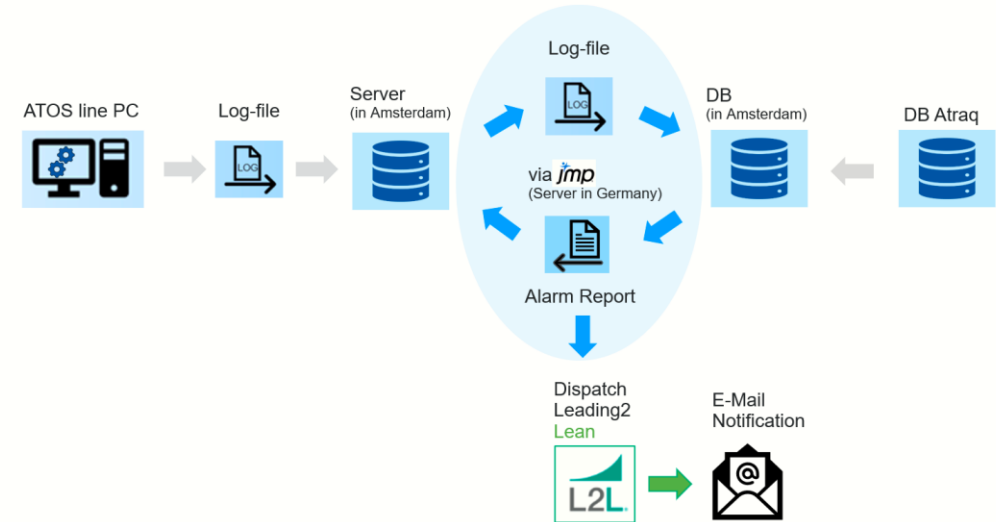 Log-file
ATOS line PC
Log-file
Server
(in Amsterdam)
LOG
DB
(in Amsterdam)
DB Atraq
LOG
via jmp
(Server in Germany)
Alarm Report
Dispatch
Leading2
Lean
E-Mail
Notification
@
L2L.